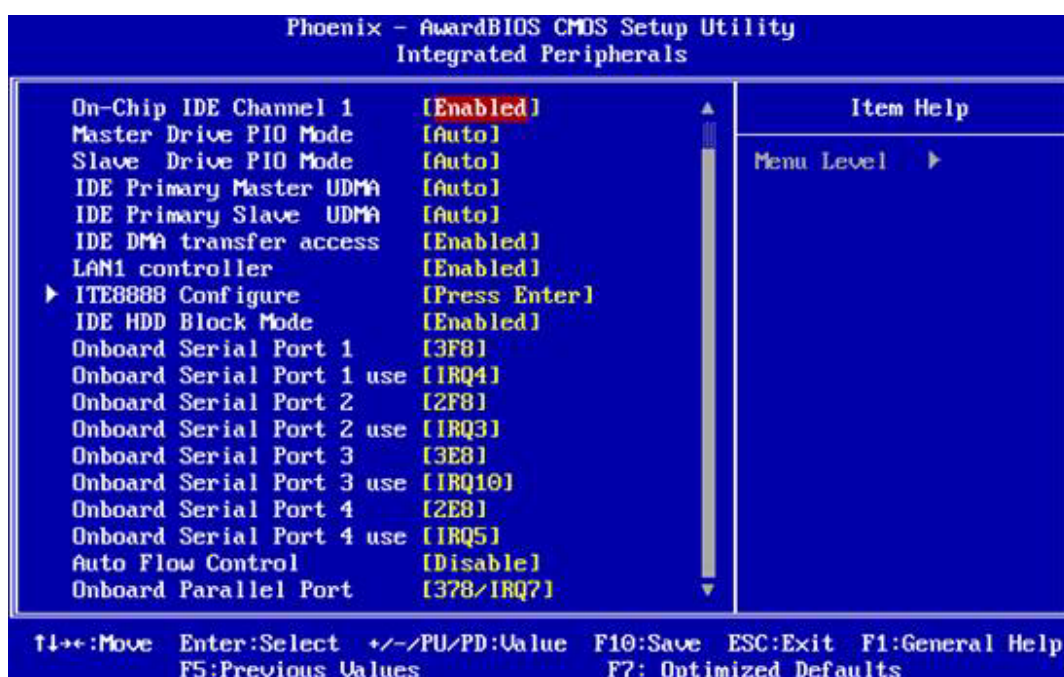 Phoenix - AwardBIOS CMOS Setup Utility
Integrated Peripherals
On-Chip IDE Channel 1 [Enabled]
Master Drive PIO Mode [Auto]
Slave Drive PIO Mode [Auto]
IDE Primary Master UDMA [Auto]
IDE Primary Slave UDMA [Auto]
IDE DMA transfer access [Enabled]
LAN1 controller [Enabled]
ITE8888 Configure [Press Enter]
IDE HDD Block Mode [Enabled]
Onboard Serial Port 1 [3F8]
Onboard Serial Port 1 use [IRQ4]
Onboard Serial Port 2 [2F8]
Onboard Serial Port 2 use [IRQ3]
Onboard Serial Port 3 [3E8]
Onboard Serial Port 3 use [IRQ10]
Onboard Serial Port 4 [2E8]
Onboard Serial Port 4 use [IRQ5]
Auto Flow Control [Disable]
Onboard Parallel Port [378/IRQ7]
Item Help
Menu Level
↑↓→←:Move Enter:Select +/-/PU/PD:Value F10:Save ESC:Exit F1:General Help
F5:Previous Values F7: Optimized Defaults